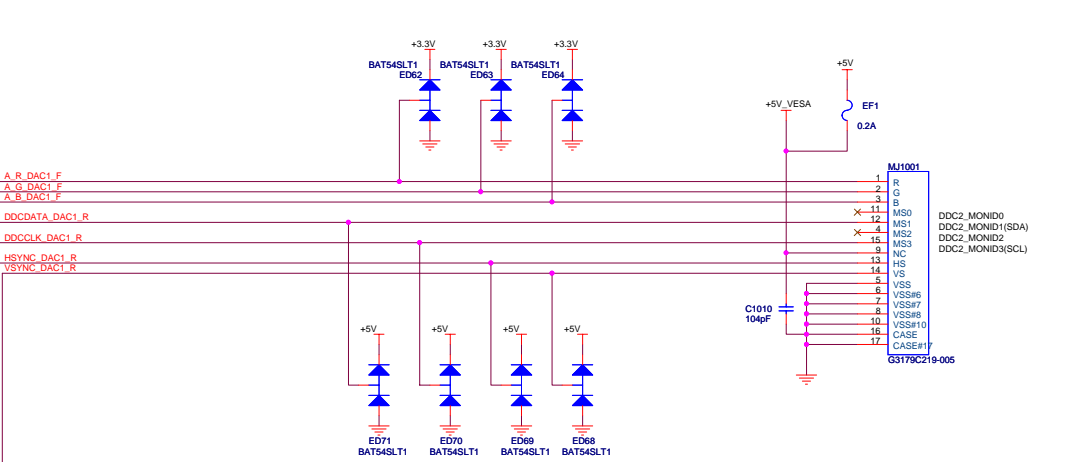 +3.3V +3.3V +3.3V
BAT54SLT1 BAT54SLT1 BAT54SLT1
ED62 ED63 ED64
+5V
+5V_VESA
EF1
0.2A
MJ1001
A_R_DAC1_F 1 R
A_G_DAC1_F 2 G
A_B_DAC1_F 3 B
11 MS0 DDC2_MONID0
DDCDATA_DAC1_R 12 MS1 DDC2_MONID1(SDA)
4 MS2 DDC2_MONID2
DDCCLK_DAC1_R 15 MS3 DDC2_MONID3(SCL)
9 NC
HSYNC_DAC1_R 13 HS
VSYNC_DAC1_R 14 VS
5 VSS
6 VSS#6
7 VSS#7
8 VSS#8
10 VSS#10
16 CASE
17 CASE#17
G3179C219-005
C1010
104pF
+5V +5V +5V +5V
ED71 ED70 ED69 ED68
BAT54SLT1 BAT54SLT1 BAT54SLT1 BAT54SLT1